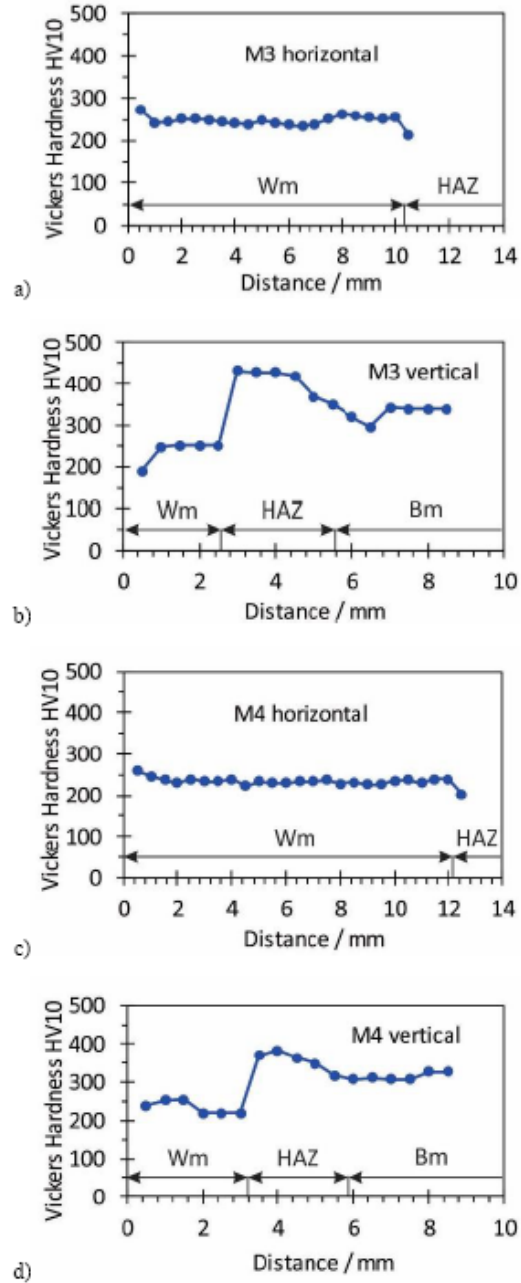 Vickers Hardness HV10
500
400
300
200
100
0
M3 horizontal
Wm HAZ
0 2 4 6 8 10 12 14
Distance / mm
a)
Vickers Hardness HV10
500
400
300
200
100
0
M3 vertical
Wm HAZ Bm
0 2 4 6 8 10
Distance / mm
b)
Vickers Hardness HV10
500
400
300
200
100
0
M4 horizontal
Wm HAZ
0 2 4 6 8 10 12 14
Distance / mm
c)
Vickers Hardness HV10
500
400
300
200
100
0
M4 vertical
Wm HAZ Bm
0 2 4 6 8 10
Distance / mm
d)